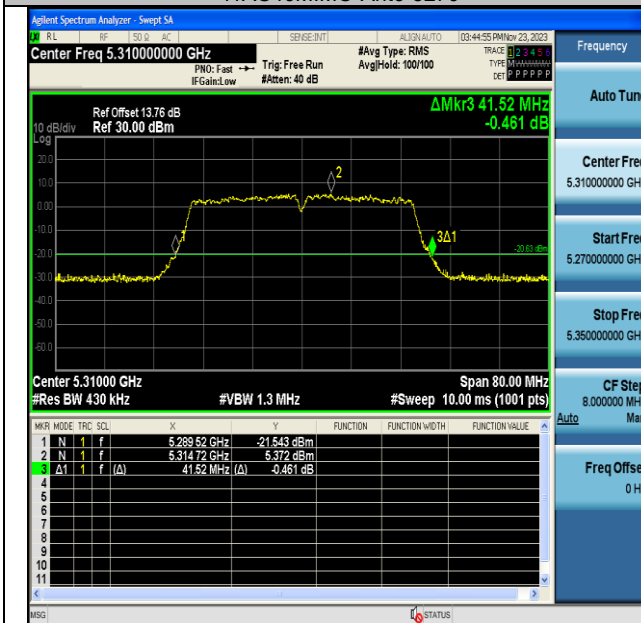 Agilent Spectrum Analyzer - Swept SA
LXI RL RF 50 Ω AC SENSE:INT ALIGN AUTO 03:44:55 PM Nov 23, 2023
Center Freq 5.310000000 GHz
PNO: Fast
IFGain:Low
Trig: Free Run
#Atten: 40 dB
#Avg Type: RMS
Avg|Hold: 100/100
TRACE 1 2 3 4 5 6
TYPE M
DET P P P P P
Frequency
Auto Tun
Center Fre
5.310000000 GH
Start Fre
5.270000000 GH
Stop Fre
5.350000000 GH
CF Ste
8.000000 MH
Auto Ma
Freq Offse
0 H
ΔMkr3 41.52 MHz
-0.461 dB
Ref Offset 13.76 dB
10 dB/div Ref 30.00 dBm
Log
20.0
10.0
0.00
-10.0
-20.0
-30.0
-40.0
-50.0
-60.0
1
2
3Δ1
-20.63 dBm
Center 5.31000 GHz Span 80.00 MHz
#Res BW 430 kHz #VBW 1.3 MHz #Sweep 10.00 ms (1001 pts)
MKR MODE TRC SCL X Y FUNCTION FUNCTION WIDTH FUNCTION VALUE
1 N 1 f 5.289 52 GHz -21.543 dBm
2 N 1 f 5.314 72 GHz 5.372 dBm
3 Δ1 1 f (Δ) 41.52 MHz (Δ) -0.461 dB
4
5
6
7
8
9
10
11
MSG STATUS